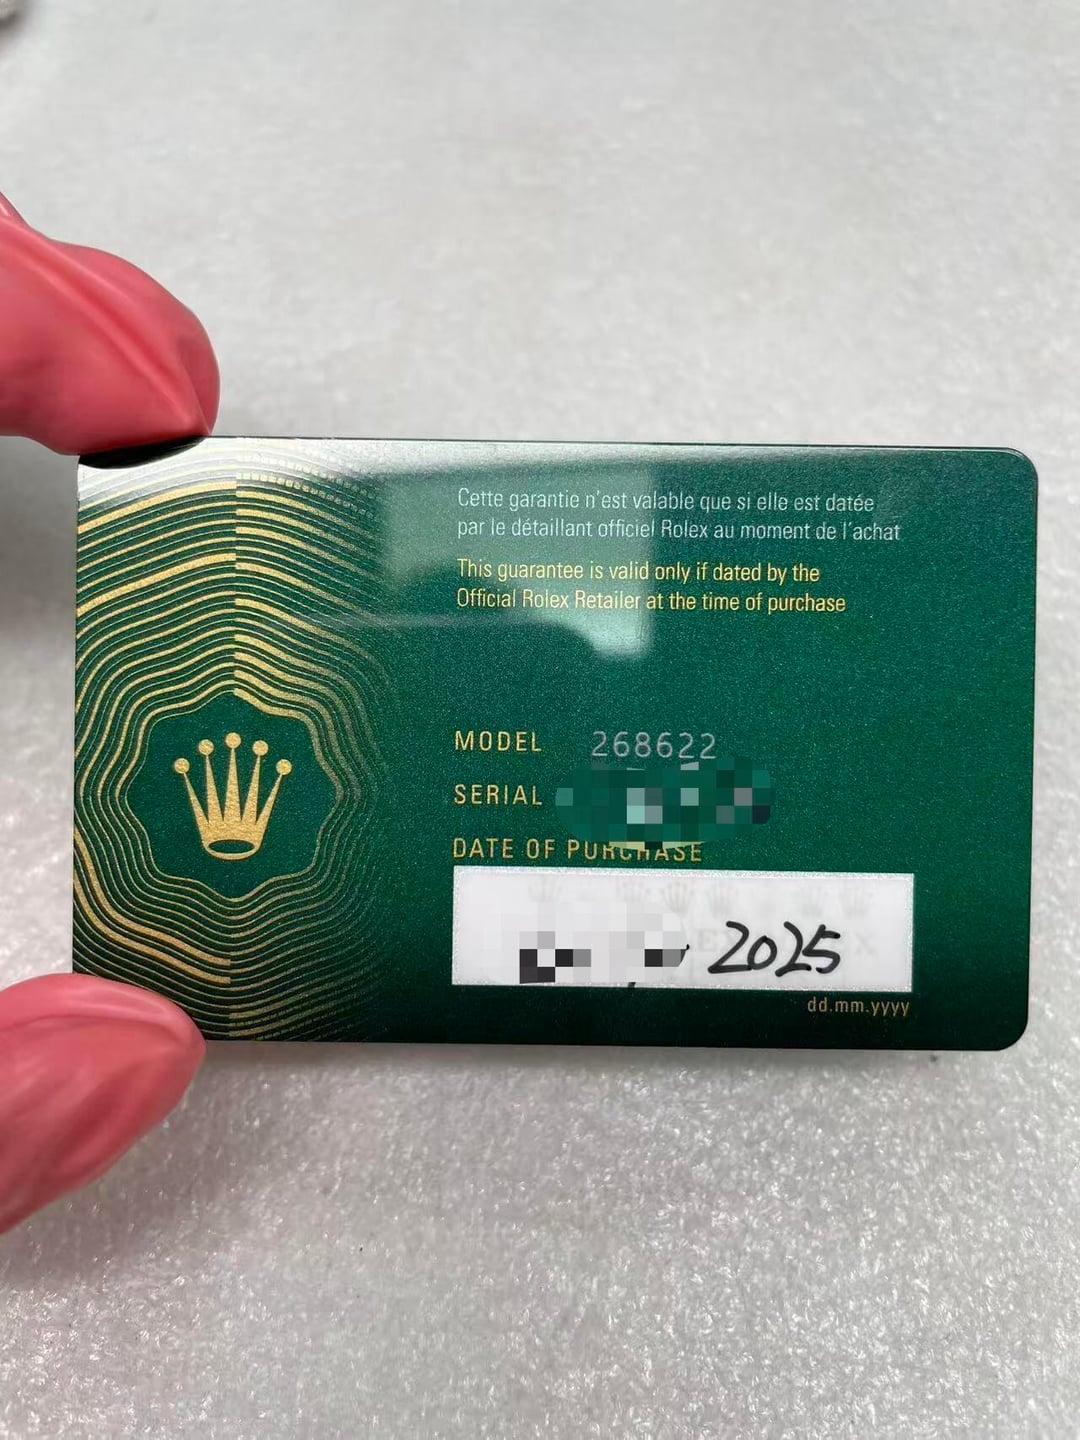 Cette garantie n'est valable que si elle est datée
par le détaillant officiel Rolex au moment de l'achat
This guarantee is valid only if dated by the
Official Rolex Retailer at the time of purchase
MODEL 268622
SERIAL
DATE OF PURCHASE
2025
dd.mm.yyyy